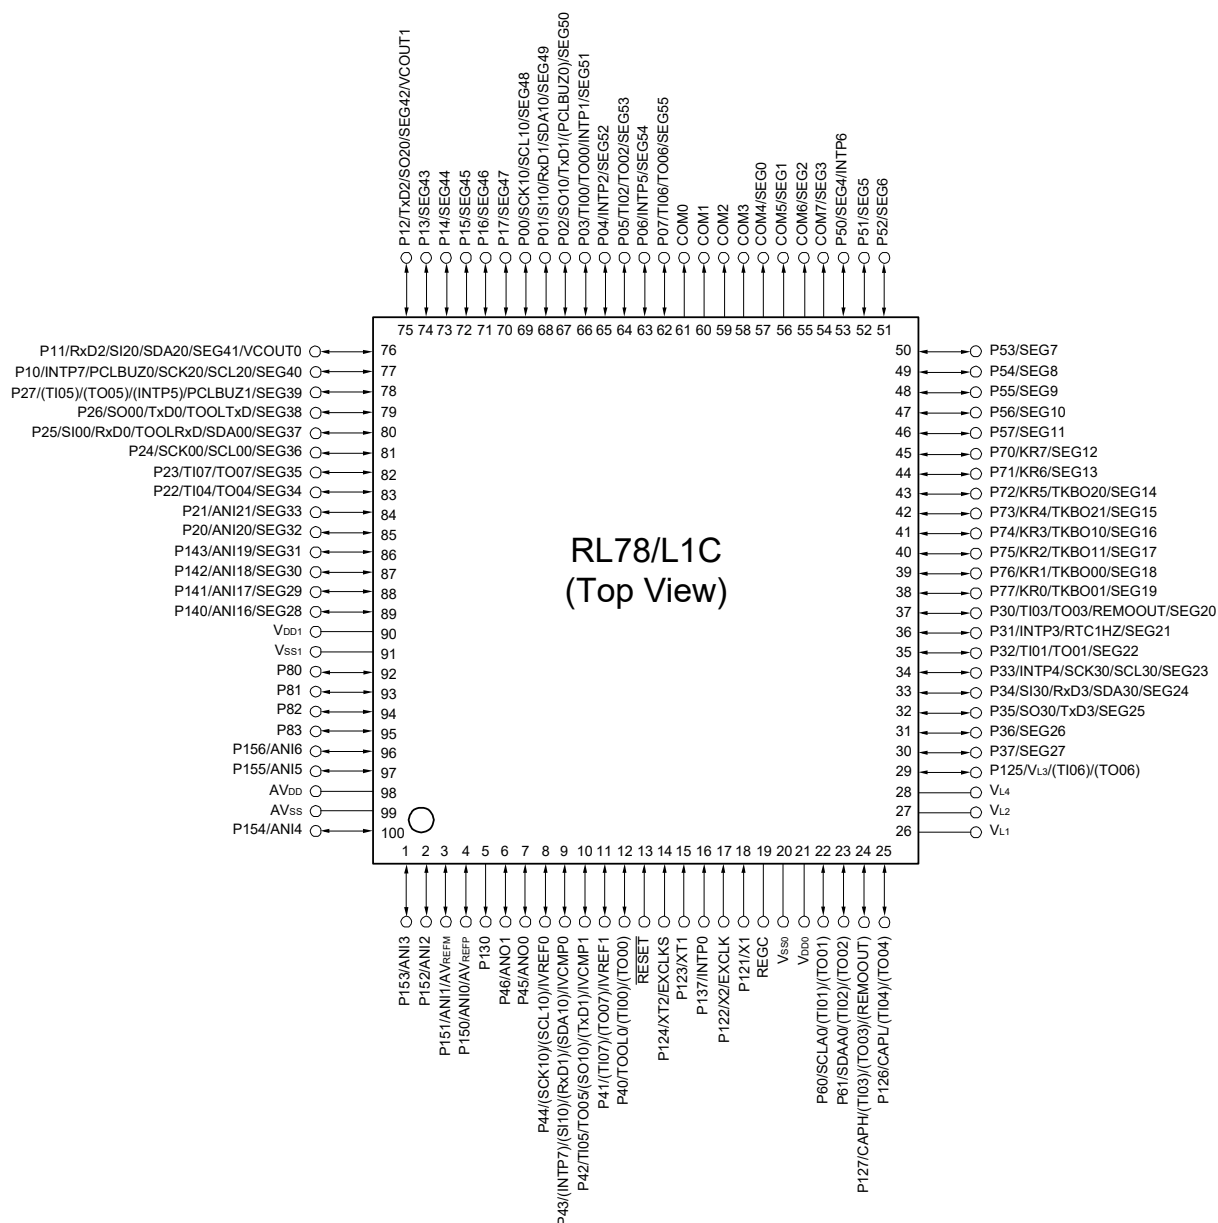 P12/TxD2/SO20/SEG42/VCOUT1
P13/SEG43
P14/SEG44
P15/SEG45
P16/SEG46
P17/SEG47
P00/SCK10/SCL10/SEG48
P01/SI10/RxD1/SDA10/SEG49
P02/SO10/TxD1/(PCLBUZ0)/SEG50
P03/TI00/TO00/INTP1/SEG51
P04/INTP2/SEG52
P05/TI02/TO02/SEG53
P06/INTP5/SEG54
P07/TI06/TO06/SEG55
COM0
COM1
COM2
COM3
COM4/SEG0
COM5/SEG1
COM6/SEG2
COM7/SEG3
P50/SEG4/INTP6
P51/SEG5
P52/SEG6
75 74 73 72 71 70 69 68 67 66 65 64 63 62 61 60 59 58 57 56 55 54 53 52 51
P11/RxD2/SI20/SDA20/SEG41/VCOUT0 76
P10/INTP7/PCLBUZ0/SCK20/SCL20/SEG40 77
P27/(TI05)/(TO05)/(INTP5)/PCLBUZ1/SEG39 78
P26/SO00/TxD0/TOOLTxD/SEG38 79
P25/SI00/RxD0/TOOLRxD/SDA00/SEG37 80
P24/SCK00/SCL00/SEG36 81
P23/TI07/TO07/SEG35 82
P22/TI04/TO04/SEG34 83
P21/ANI21/SEG33 84
P20/ANI20/SEG32 85
P143/ANI19/SEG31 86
P142/ANI18/SEG30 87
P141/ANI17/SEG29 88
P140/ANI16/SEG28 89
VDD1 90
VSS1 91
P80 92
P81 93
P82 94
P83 95
P156/ANI6 96
P155/ANI5 97
AVDD 98
AVSS 99
P154/ANI4 100
RL78/L1C
(Top View)
50 P53/SEG7
49 P54/SEG8
48 P55/SEG9
47 P56/SEG10
46 P57/SEG11
45 P70/KR7/SEG12
44 P71/KR6/SEG13
43 P72/KR5/TKBO20/SEG14
42 P73/KR4/TKBO21/SEG15
41 P74/KR3/TKBO10/SEG16
40 P75/KR2/TKBO11/SEG17
39 P76/KR1/TKBO00/SEG18
38 P77/KR0/TKBO01/SEG19
37 P30/TI03/TO03/REMOOUT/SEG20
36 P31/INTP3/RTC1HZ/SEG21
35 P32/TI01/TO01/SEG22
34 P33/INTP4/SCK30/SCL30/SEG23
33 P34/SI30/RxD3/SDA30/SEG24
32 P35/SO30/TxD3/SEG25
31 P36/SEG26
30 P37/SEG27
29 P125/VL3/(TI06)/(TO06)
28 VL4
27 VL2
26 VL1
1 2 3 4 5 6 7 8 9 10 11 12 13 14 15 16 17 18 19 20 21 22 23 24 25
P153/ANI3
P152/ANI2
P151/ANI1/AVREFM
P150/ANI0/AVREFP
P130
P46/ANO1
P45/ANO0
P44/(SCK10)/(SCL10)/IVREF0
P43/(INTP7)/(SI10)/(RxD1)/(SDA10)/IVCMP0
P42/TI05/TO05/(SO10)/(TxD1)/IVCMP1
P41/(TI07)/(TO07)/IVREF1
P40/TOOL0/(TI00)/(TO00)
RESET
P124/XT2/EXCLKS
P123/XT1
P137/INTP0
P122/X2/EXCLK
P121/X1
REGC
VSS0
VDD0
P60/SCLA0/(TI01)/(TO01)
P61/SDAA0/(TI02)/(TO02)
P127/CAPH/(TI03)/(TO03)/(REMOOUT)
P126/CAPL/(TI04)/(TO04)